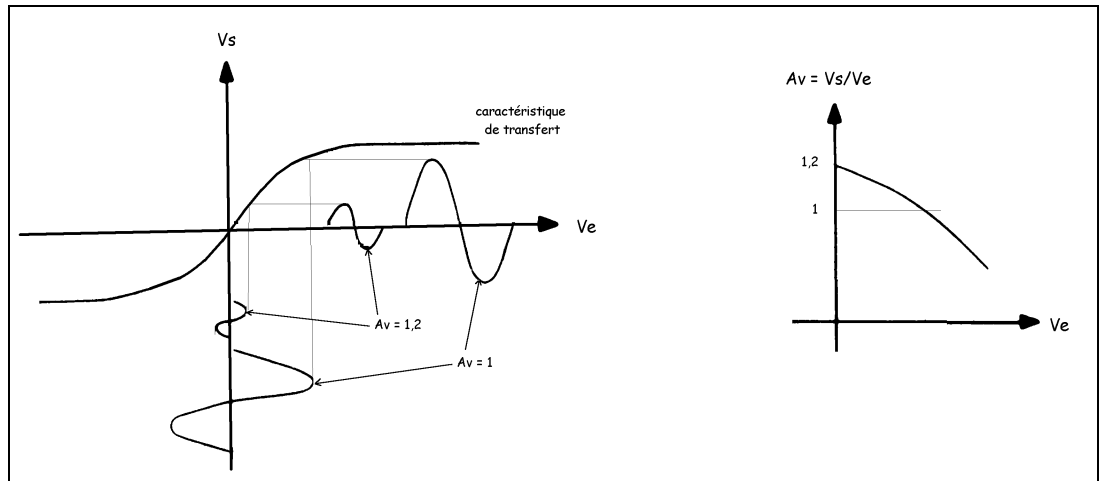 Vs
caractéristique
de transfert
Ve
Av = 1,2
Av = 1
Av = Vs/Ve
1,2
1
Ve